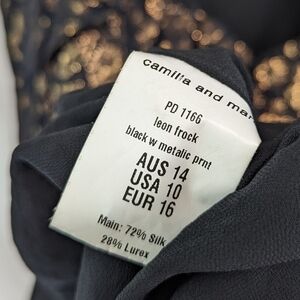 camilla and mar
PD 1166
leon frock
black w metalic prnt
AUS 14
USA 10
EUR 16
Main: 72% Silk
28% Lurex